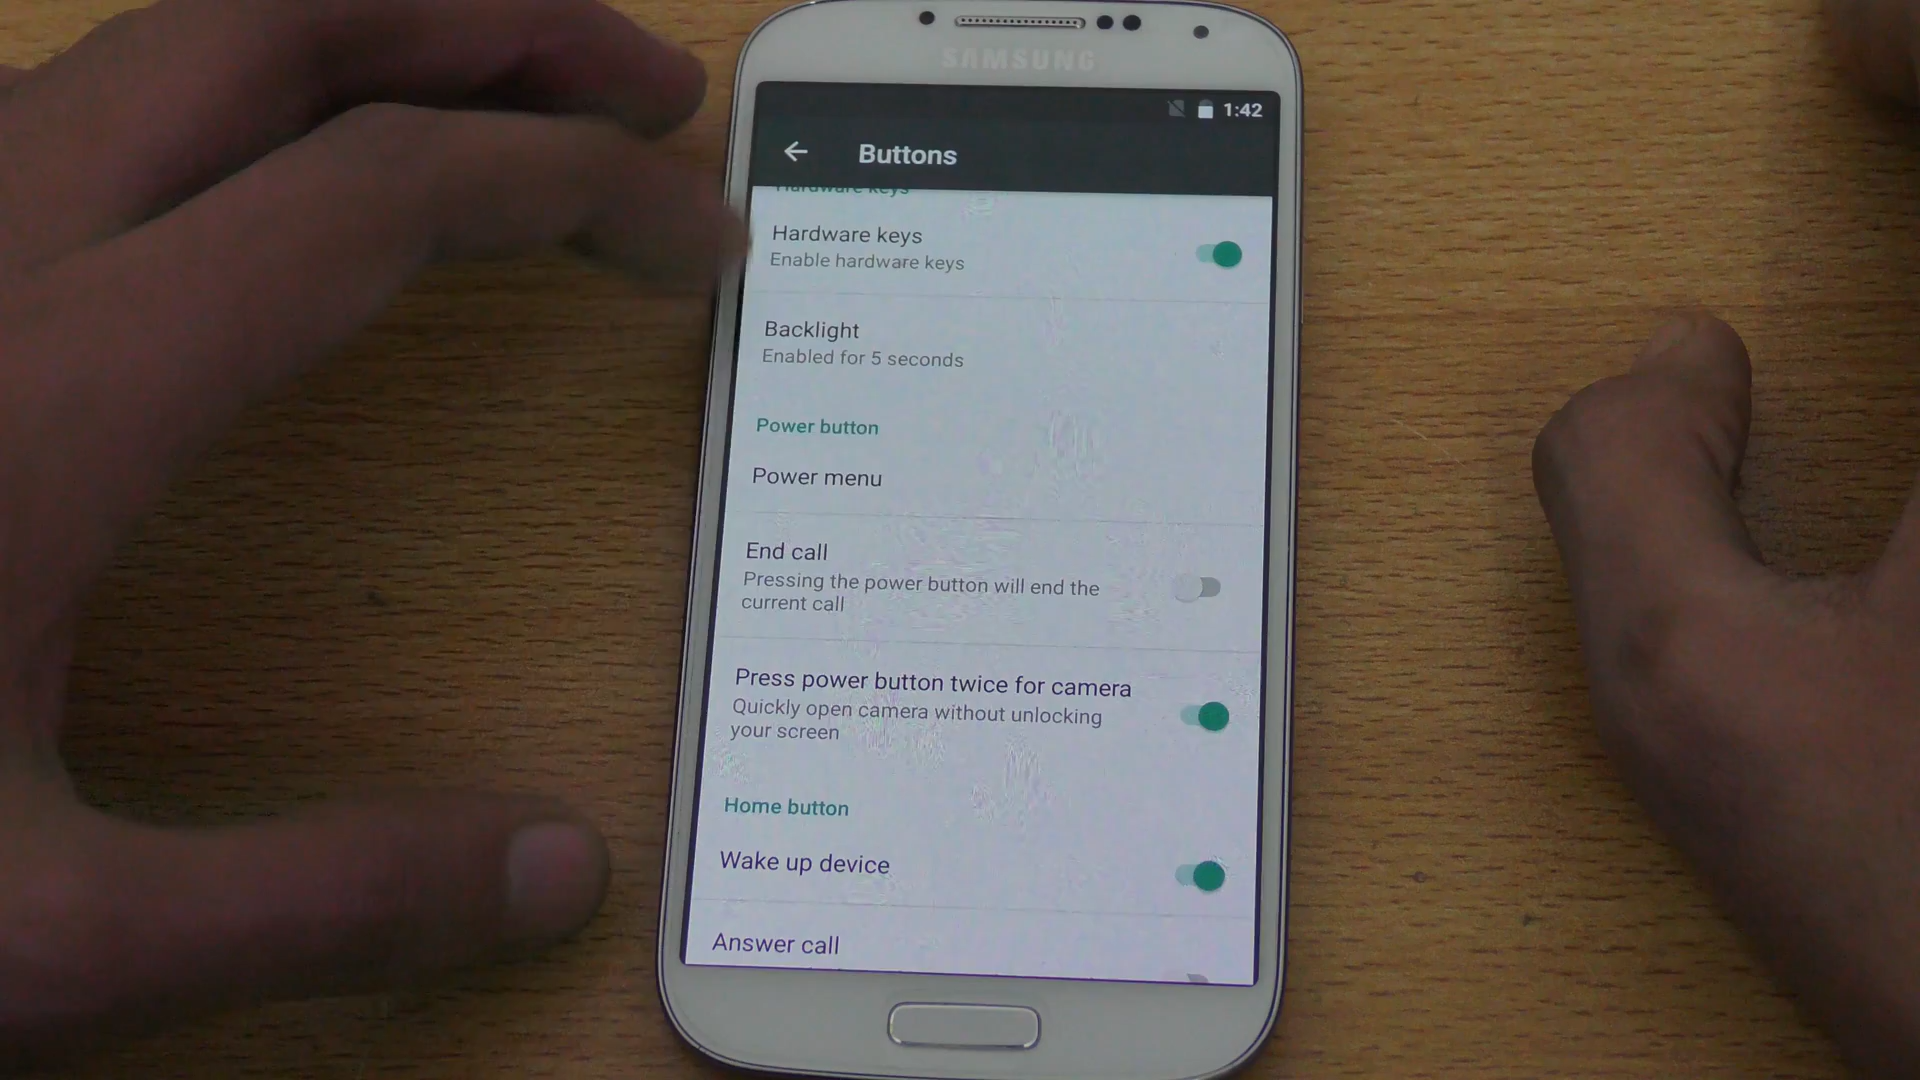 SAMSUNG
1:42
Buttons
Hardware keys
Hardware keys
Enable hardware keys
Backlight
Enabled for 5 seconds
Power button
Power menu
End call
Pressing the power button will end the
current call
Press power button twice for camera
Quickly open camera without unlocking
your screen
Home button
Wake up device
Answer call